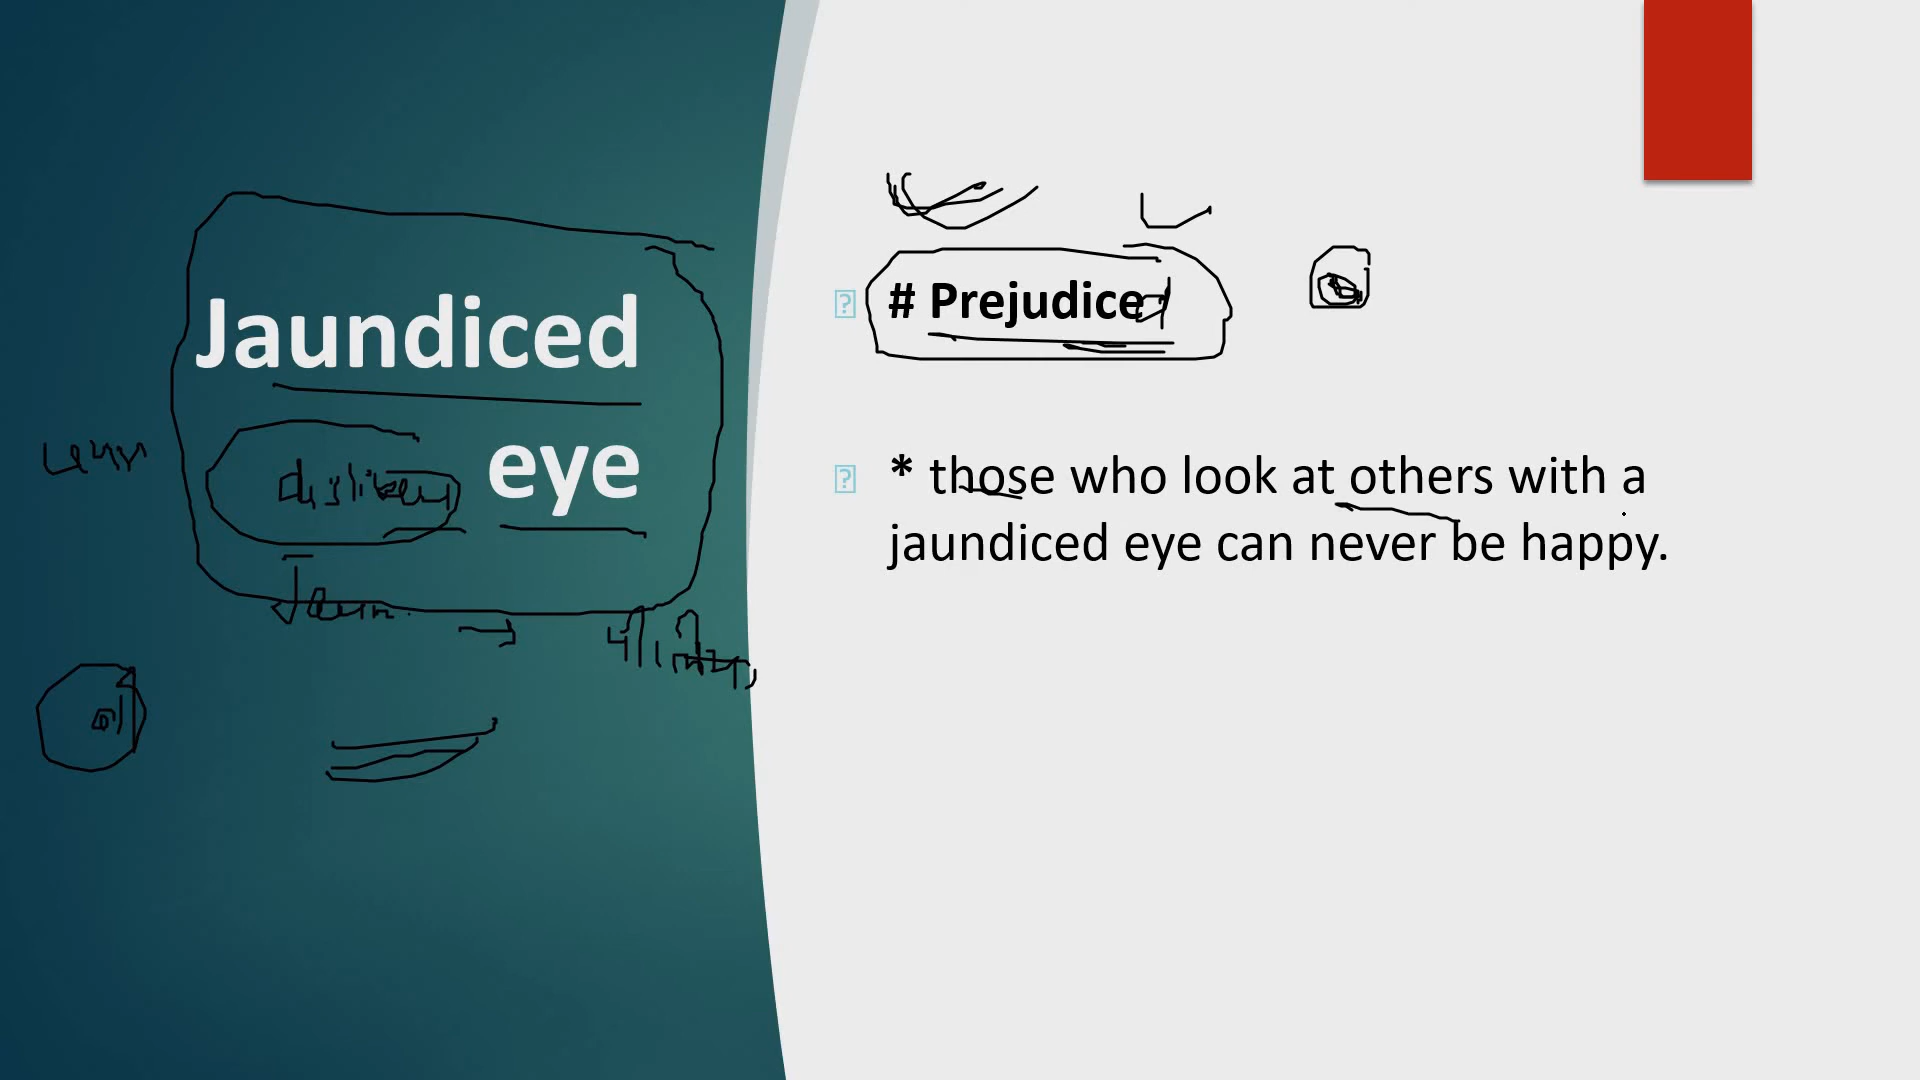 Jaundiced
eye
# Prejudice
* those who look at others with a
jaundiced eye can never be happy.